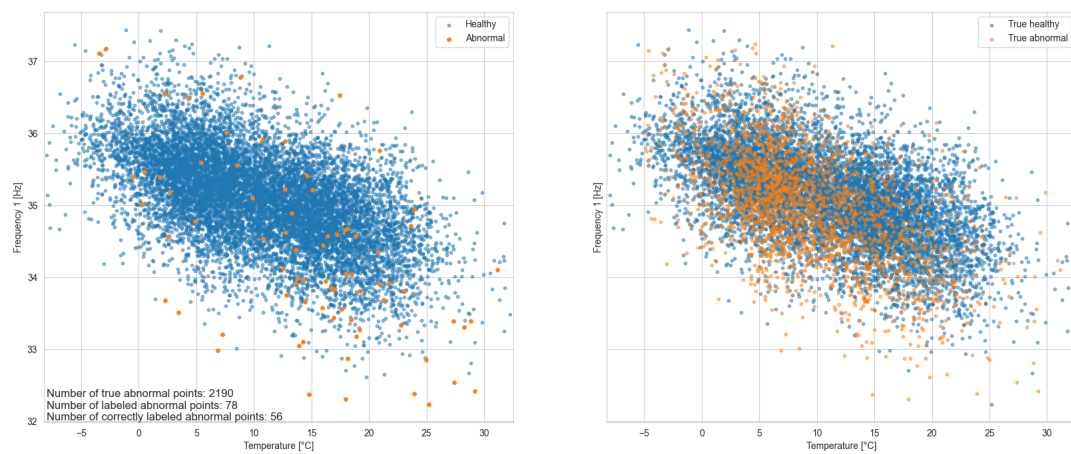 Healthy
Abnormal
37
36
35
34
33
32
Frequency 1 [Hz]
Number of true abnormal points: 2190
Number of labeled abnormal points: 78
Number of correctly labeled abnormal points: 56
−5 0 5 10 15 20 25 30
Temperature [°C]
True healthy
True abnormal
Frequency 1 [Hz]
−5 0 5 10 15 20 25 30
Temperature [°C]